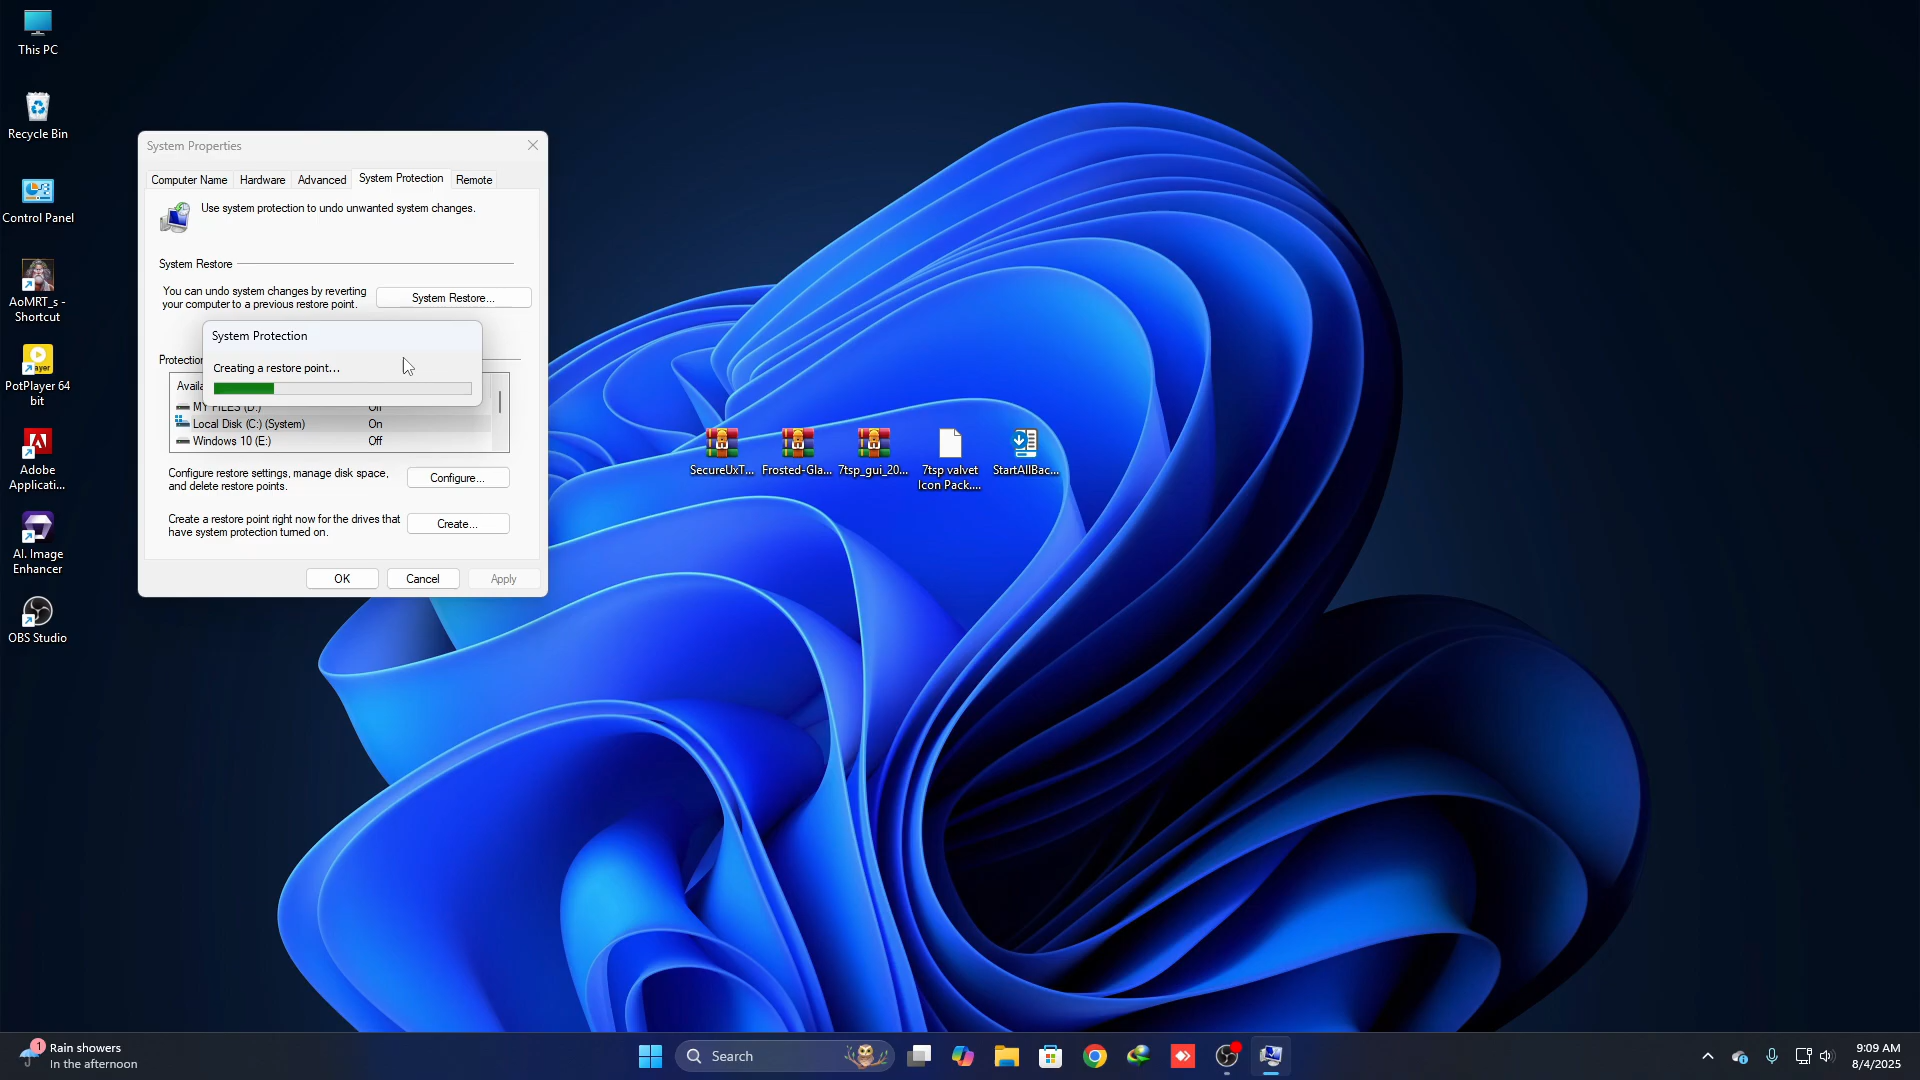 This PC
Recycle Bin
Control Panel
AoMRT_s -
Shortcut
PotPlayer 64
bit
Adobe
Applicati...
AI. Image
Enhancer
OBS Studio
System Properties
Computer Name
Hardware
Advanced
System Protection
Remote
Use system protection to undo unwanted system changes.
System Restore
You can undo system changes by reverting
your computer to a previous restore point.
System Restore...
System Protection
Creating a restore point...
Local Disk (C:) (System)
On
Windows 10 (E:)
Off
Configure restore settings, manage disk space,
and delete restore points.
Configure...
Create a restore point right now for the drives that
have system protection turned on.
Create...
OK
Cancel
Apply
SecureUxT...
Frosted-Gla...
7tsp_gui_20...
7tsp valvet
Icon Pack....
StartAllBac...
1
Rain showers
In the afternoon
Search
9:09 AM
8/4/2025